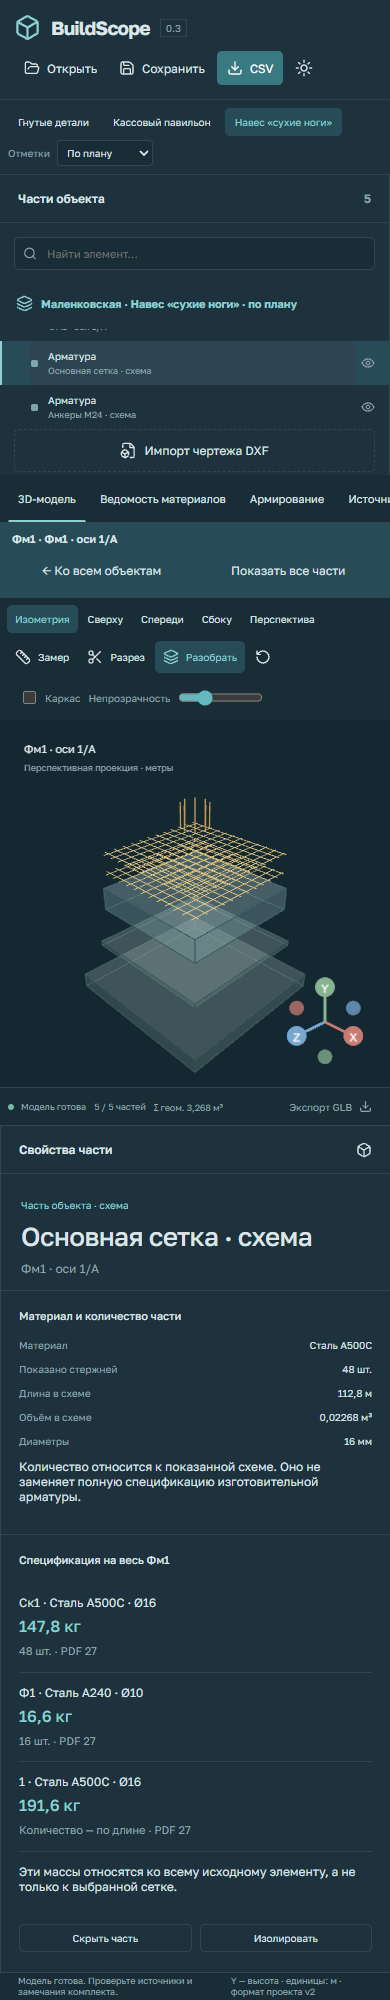 BuildScope 0.3
Открыть Сохранить CSV
Гнутые детали Кассовый павильон Навес «сухие ноги»
Отметки По плану
Части объекта 5
Найти элемент...
Маленковская · Навес «сухие ноги» · по плану
Арматура
Основная сетка · схема
Арматура
Анкеры М24 · схема
Импорт чертежа DXF
3D-модель Ведомость материалов Армирование Источни
Фм1 · Фм1 · оси 1/А
← Ко всем объектам Показать все части
Изометрия Сверху Спереди Сбоку Перспектива
Замер Разрез Разобрать
Каркас Непрозрачность
Фм1 · оси 1/А
Перспективная проекция · метры
Y
Z X
Модель готова 5 / 5 частей Σ геом. 3,268 м³ Экспорт GLB
Свойства части
Часть объекта · схема
Основная сетка · схема
Фм1 · оси 1/А
Материал и количество части
Материал Сталь А500С
Показано стержней 48 шт.
Длина в схеме 112,8 м
Объём в схеме 0,02268 м³
Диаметры 16 мм
Количество относится к показанной схеме. Оно не
заменяет полную спецификацию изготовительной
арматуры.
Спецификация на весь Фм1
Ск1 · Сталь А500С · Ø16
147,8 кг
48 шт. · PDF 27
Ф1 · Сталь А240 · Ø10
16,6 кг
16 шт. · PDF 27
1 · Сталь А500С · Ø16
191,6 кг
Количество — по длине · PDF 27
Эти массы относятся ко всему исходному элементу, а не
только к выбранной сетке.
Скрыть часть Изолировать
Модель готова. Проверьте источники и
замечания комплекта.
Y — высота · единицы: м ·
формат проекта v2